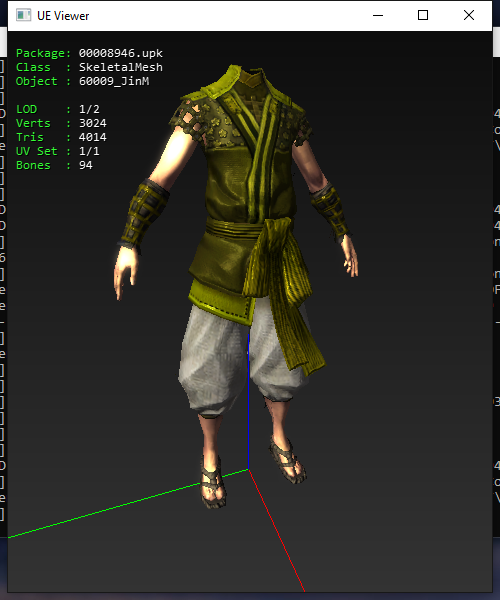 UE Viewer
Package: 00008946.upk
Class : SkeletalMesh
Object : 60009_JinM
LOD : 1/2
Verts : 3024
Tris : 4014
UV Set : 1/1
Bones : 94